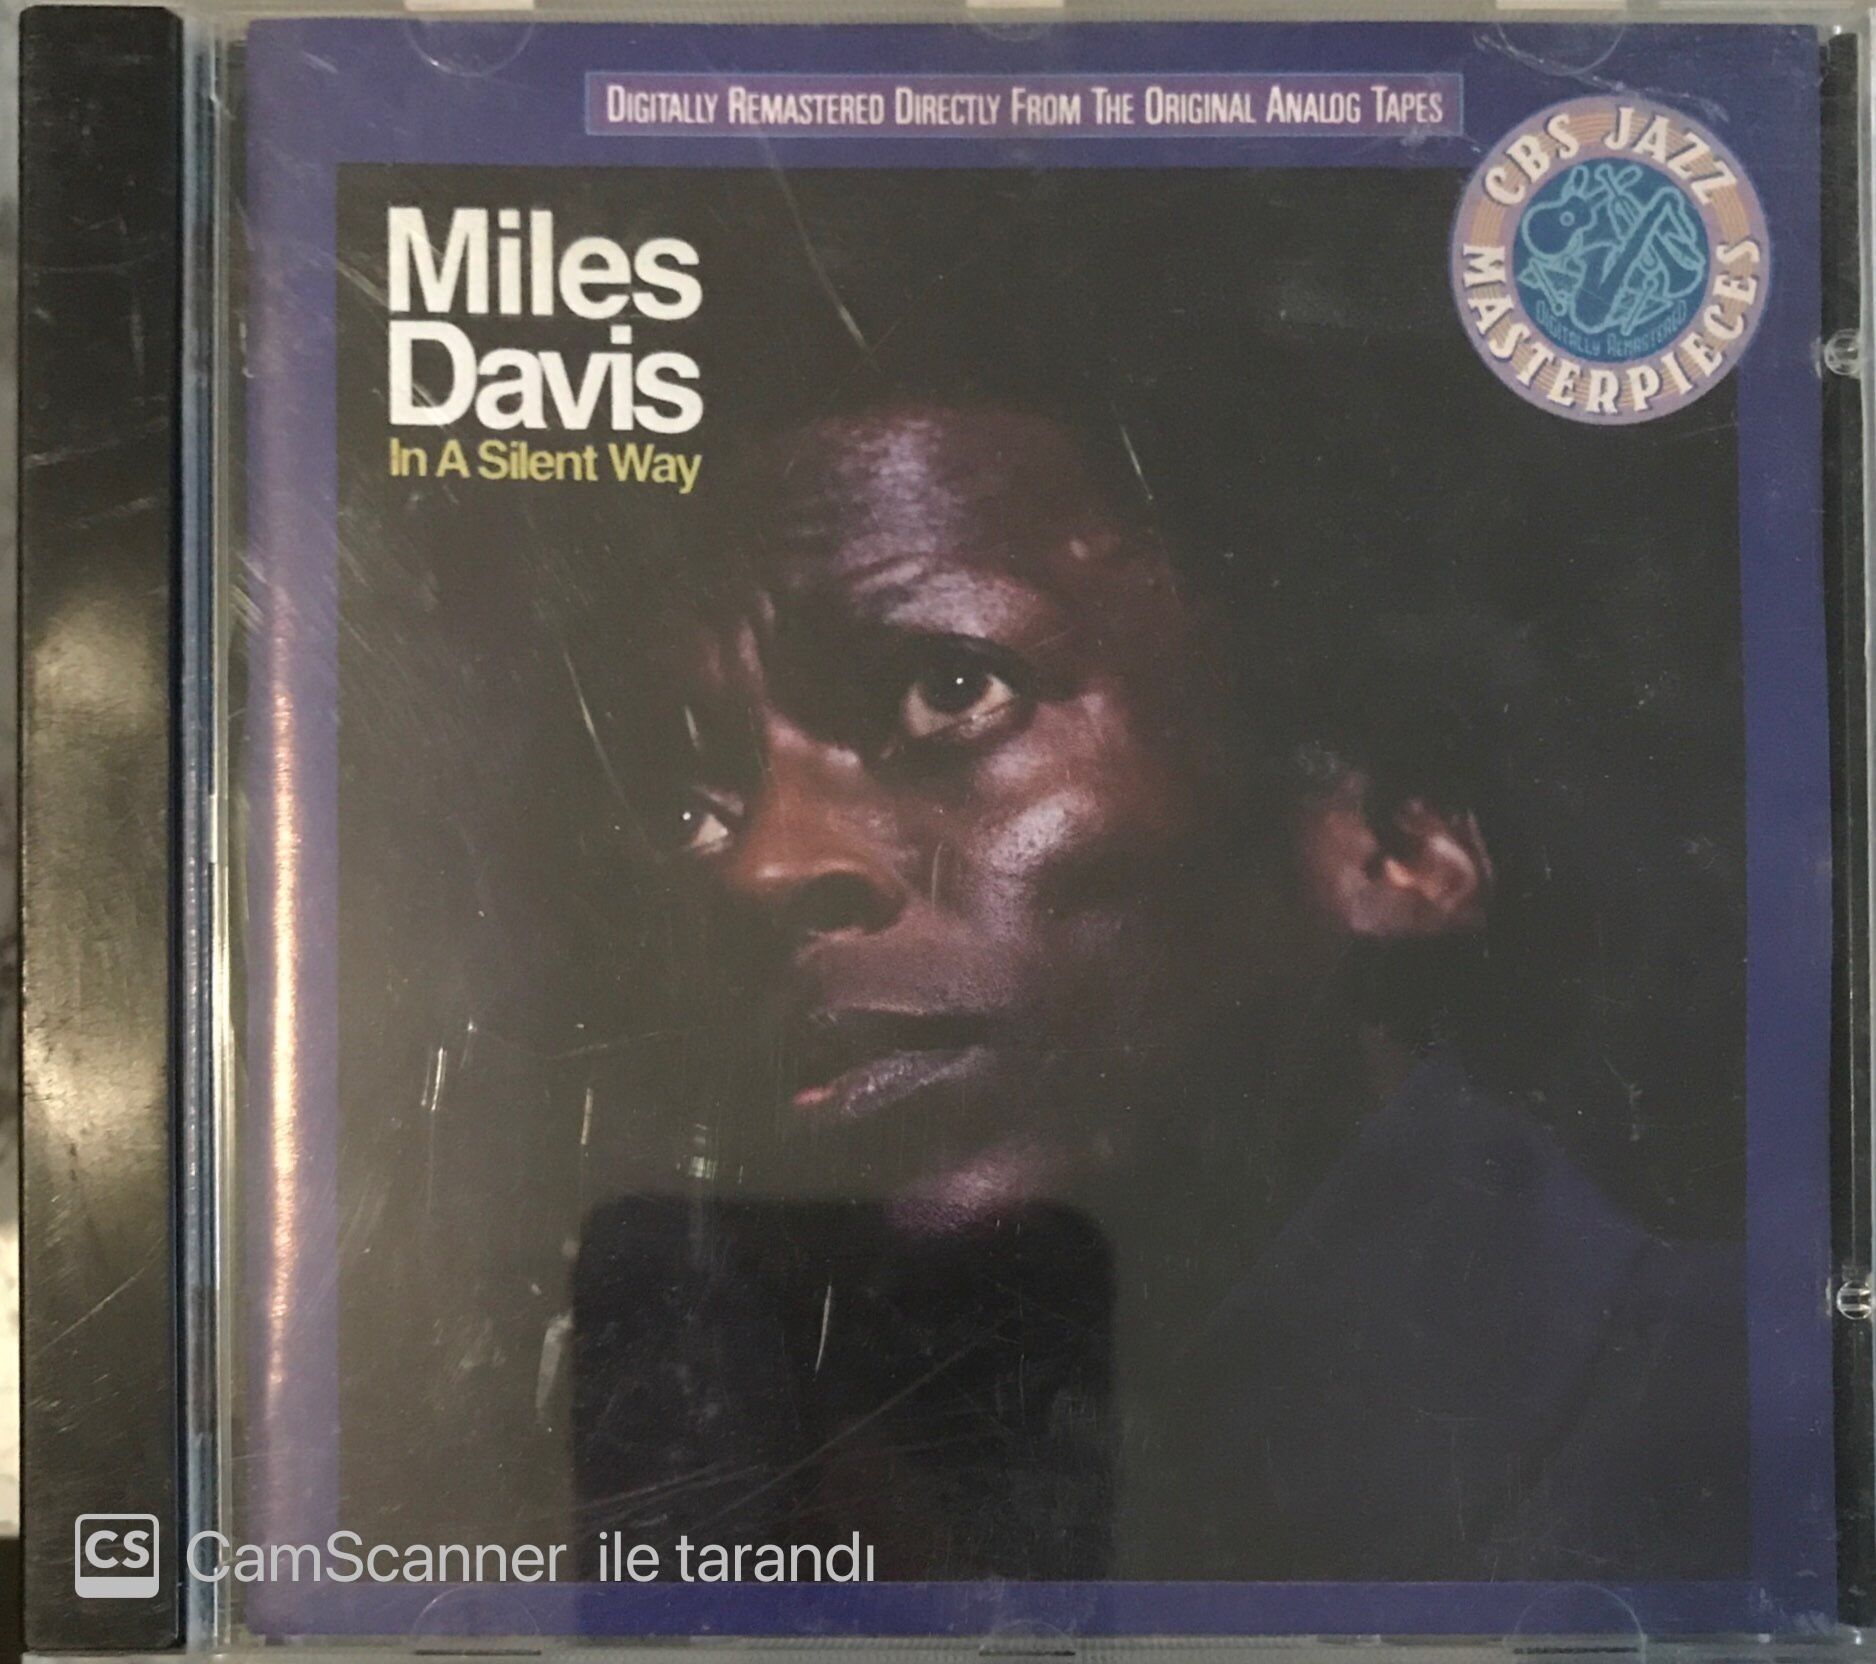 Digitally Remastered Directly From The Original Analog Tapes
CBS JAZZ
MASTERPIECES
DIGITALLY REMASTERED
Miles
Davis
In A Silent Way
CS CamScanner ile tarandı